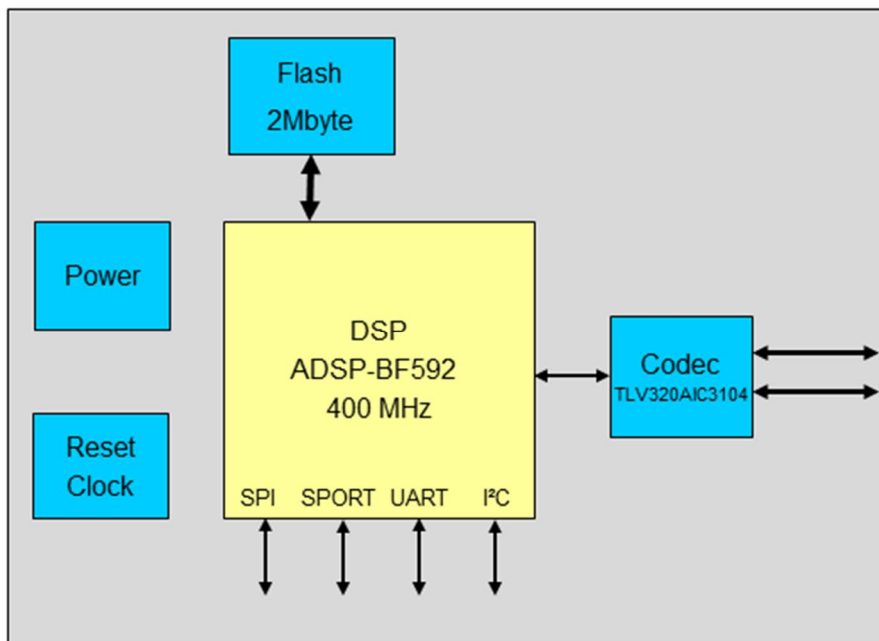 Flash
2Mbyte
Power
DSP
ADSP-BF592
400 MHz
Codec
TLV320AIC3104
Reset
Clock
SPI SPORT UART I²C